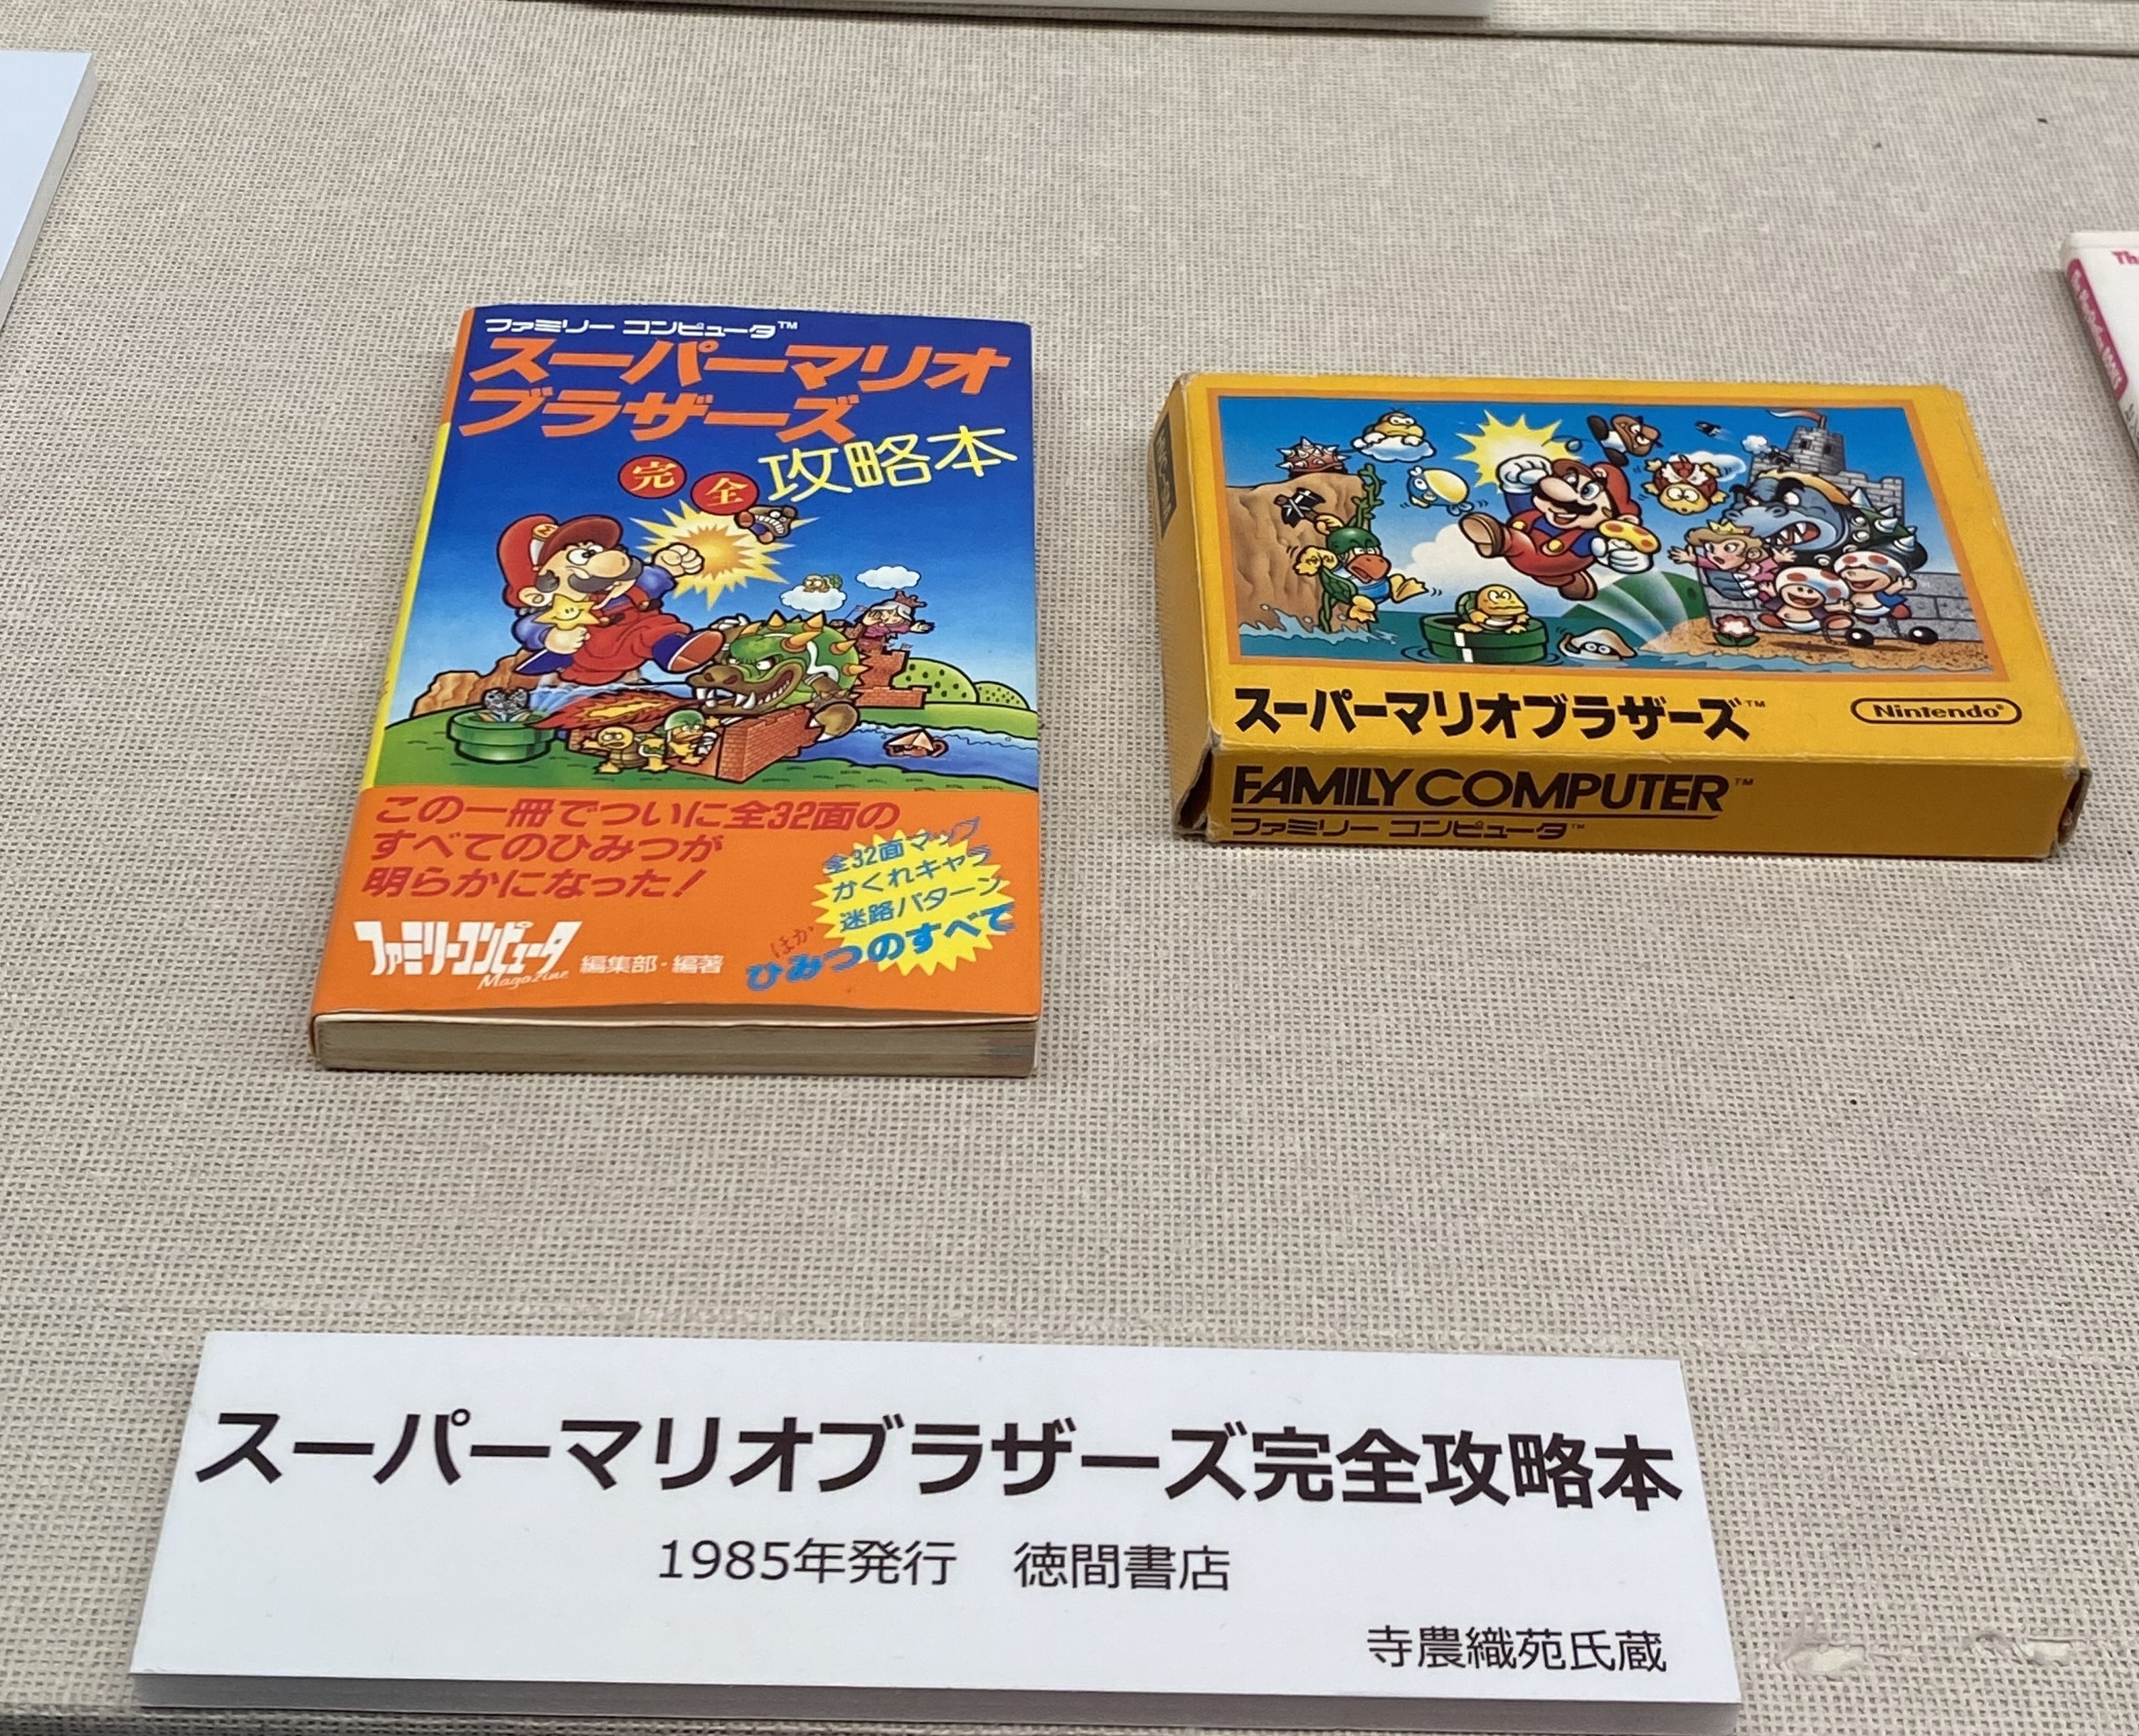 ファミリー コンピュータ™
スーパーマリオ
ブラザーズ
完全攻略本
この一冊でついに全32面の
すべてのひみつが
明らかになった!
全32面マップ
かくれキャラ
迷路パターン
ほか
ひみつのすべて
ファミリーコンピュータ
Magazine
編集部・編著
スーパーマリオブラザーズ™
Nintendo®
FAMILY COMPUTER™
ファミリー コンピュータ™
スーパーマリオブラザーズ完全攻略本
1985年発行　徳間書店
寺農織苑氏蔵